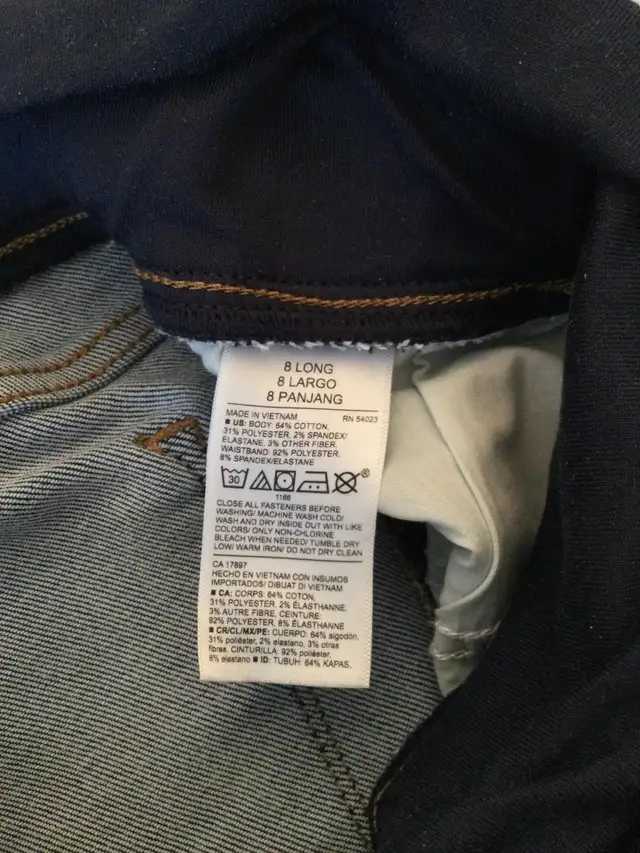 8 LONG
8 LARGO
8 PANJANG
MADE IN VIETNAM RN 54023
■ US: BODY: 64% COTTON,
31% POLYESTER, 2% SPANDEX/
ELASTANE, 3% OTHER FIBER,
WAISTBAND: 92% POLYESTER,
8% SPANDEX/ELASTANE
30 ®
1166
CLOSE ALL FASTENERS BEFORE
WASHING/ MACHINE WASH COLD/
WASH AND DRY INSIDE OUT WITH LIKE
COLORS/ ONLY NON-CHLORINE
BLEACH WHEN NEEDED/ TUMBLE DRY
LOW/ WARM IRON/ DO NOT DRY CLEAN
CA 17897
HECHO EN VIETNAM CON INSUMOS
IMPORTADOS/ DIBUAT DI VIETNAM
■ CA: CORPS: 64% COTON,
31% POLYESTER, 2% ÉLASTHANNE,
3% AUTRE FIBRE, CEINTURE:
92% POLYESTER, 8% ÉLASTHANNE
■ CR/CL/MX/PE: CUERPO: 64% algodón,
31% poliéster, 2% elastano, 3% otras
fibras, CINTURILLA: 92% poliéster,
8% elastano ■ ID: TUBUH: 64% KAPAS,